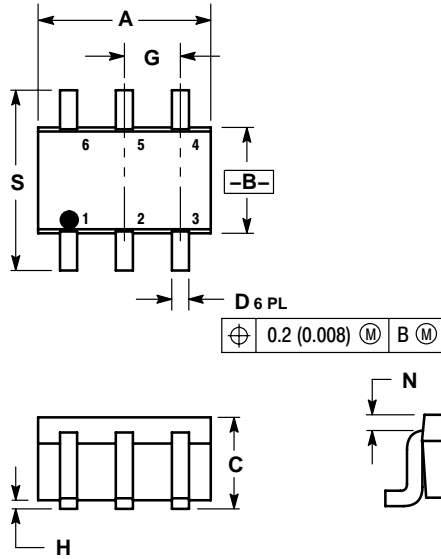 A
G
6 5 4
S
–B–
1 2 3
D 6 PL
⌖ 0.2 (0.008) Ⓜ B Ⓜ
N
C
H